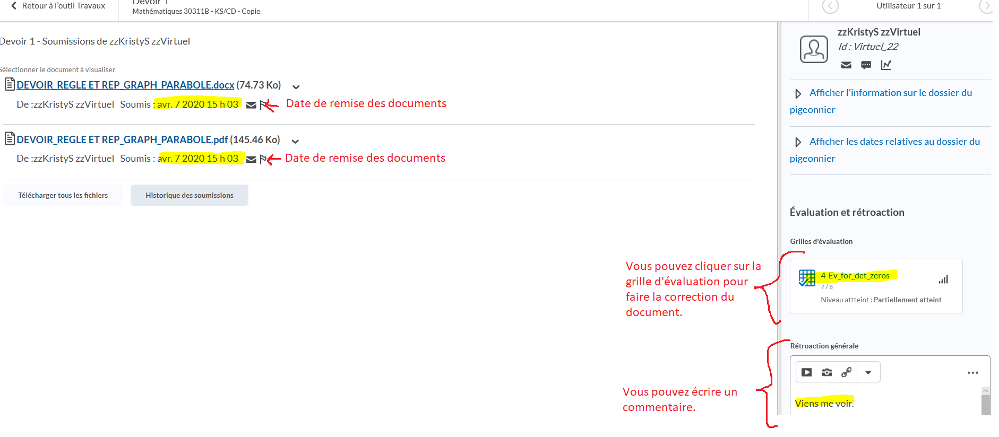 Retour à l'outil Travaux
Devoir 1
Mathématiques 30311B - KS/CD - Copie
Utilisateur 1 sur 1
Devoir 1 - Soumissions de zzKristyS zzVirtuel
Sélectionner le document à visualiser
DEVOIR_REGLE ET REP_GRAPH_PARABOLE.docx (74.73 Ko)
De :zzKristyS zzVirtuel Soumis : avr. 7 2020 15 h 03
Date de remise des documents
DEVOIR_REGLE ET REP_GRAPH_PARABOLE.pdf (145.46 Ko)
De :zzKristyS zzVirtuel Soumis : avr. 7 2020 15 h 03
Date de remise des documents
Télécharger tous les fichiers
Historique des soumissions
Vous pouvez cliquer sur la
grille d'évaluation pour
faire la correction du
document.
Vous pouvez écrire un
commentaire.
zzKristyS zzVirtuel
Id : Virtuel_22
Afficher l'information sur le dossier du
pigeonnier
Afficher les dates relatives au dossier du
pigeonnier
Évaluation et rétroaction
Grilles d'évaluation
4-Ev_for_det_zeros
7 / 8
Niveau attteint : Partiellement atteint
Rétroaction générale
Viens me voir.